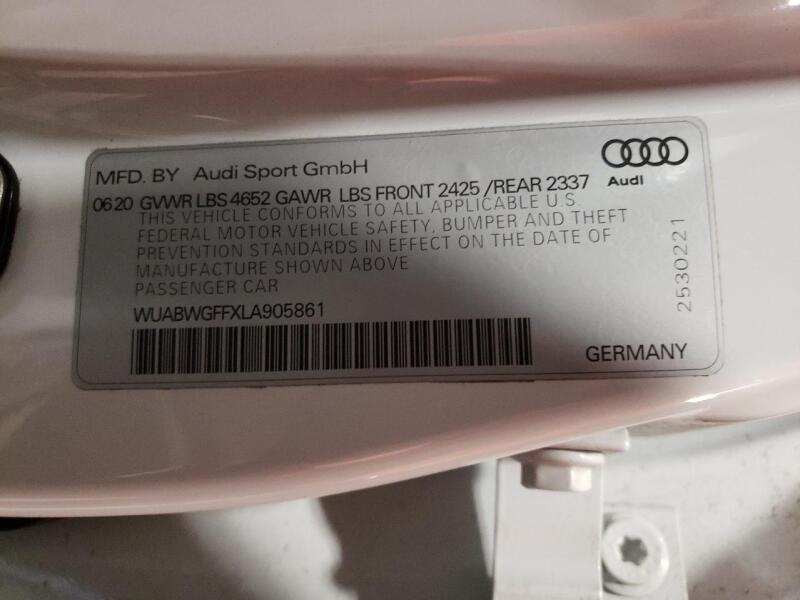 MFD. BY Audi Sport GmbH
Audi
0620 GVWR LBS 4652 GAWR LBS FRONT 2425 /REAR 2337
THIS VEHICLE CONFORMS TO ALL APPLICABLE U.S.
FEDERAL MOTOR VEHICLE SAFETY, BUMPER AND THEFT
PREVENTION STANDARDS IN EFFECT ON THE DATE OF
MANUFACTURE SHOWN ABOVE
PASSENGER CAR
2530221
WUABWGFFXLA905861
GERMANY